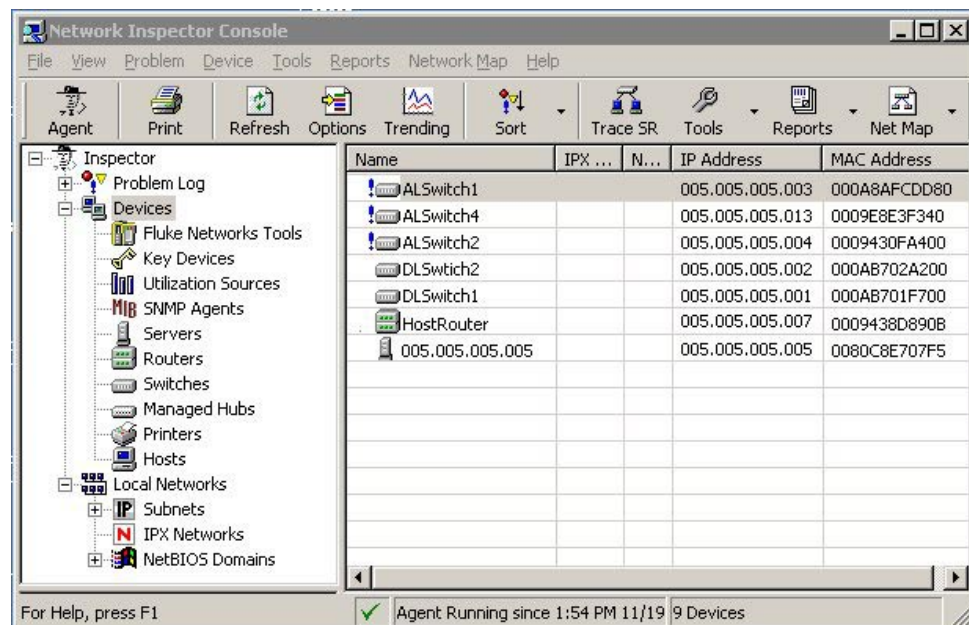 Network Inspector Console
File View Problem Device Tools Reports Network Map Help
Agent Print Refresh Options Trending Sort Trace SR Tools Reports Net Map
Inspector
Problem Log
Devices
Fluke Networks Tools
Key Devices
Utilization Sources
MIB SNMP Agents
Servers
Routers
Switches
Managed Hubs
Printers
Hosts
Local Networks
IP Subnets
N IPX Networks
NetBIOS Domains
Name IPX ... N... IP Address MAC Address
ALSwitch1 005.005.005.003 000A8AFCDD80
ALSwitch4 005.005.005.013 0009E8E3F340
ALSwitch2 005.005.005.004 0009430FA400
DLSwtich2 005.005.005.002 000AB702A200
DLSwitch1 005.005.005.001 000AB701F700
HostRouter 005.005.005.007 0009438D890B
005.005.005.005 005.005.005.005 0080C8E707F5
For Help, press F1 Agent Running since 1:54 PM 11/19 9 Devices